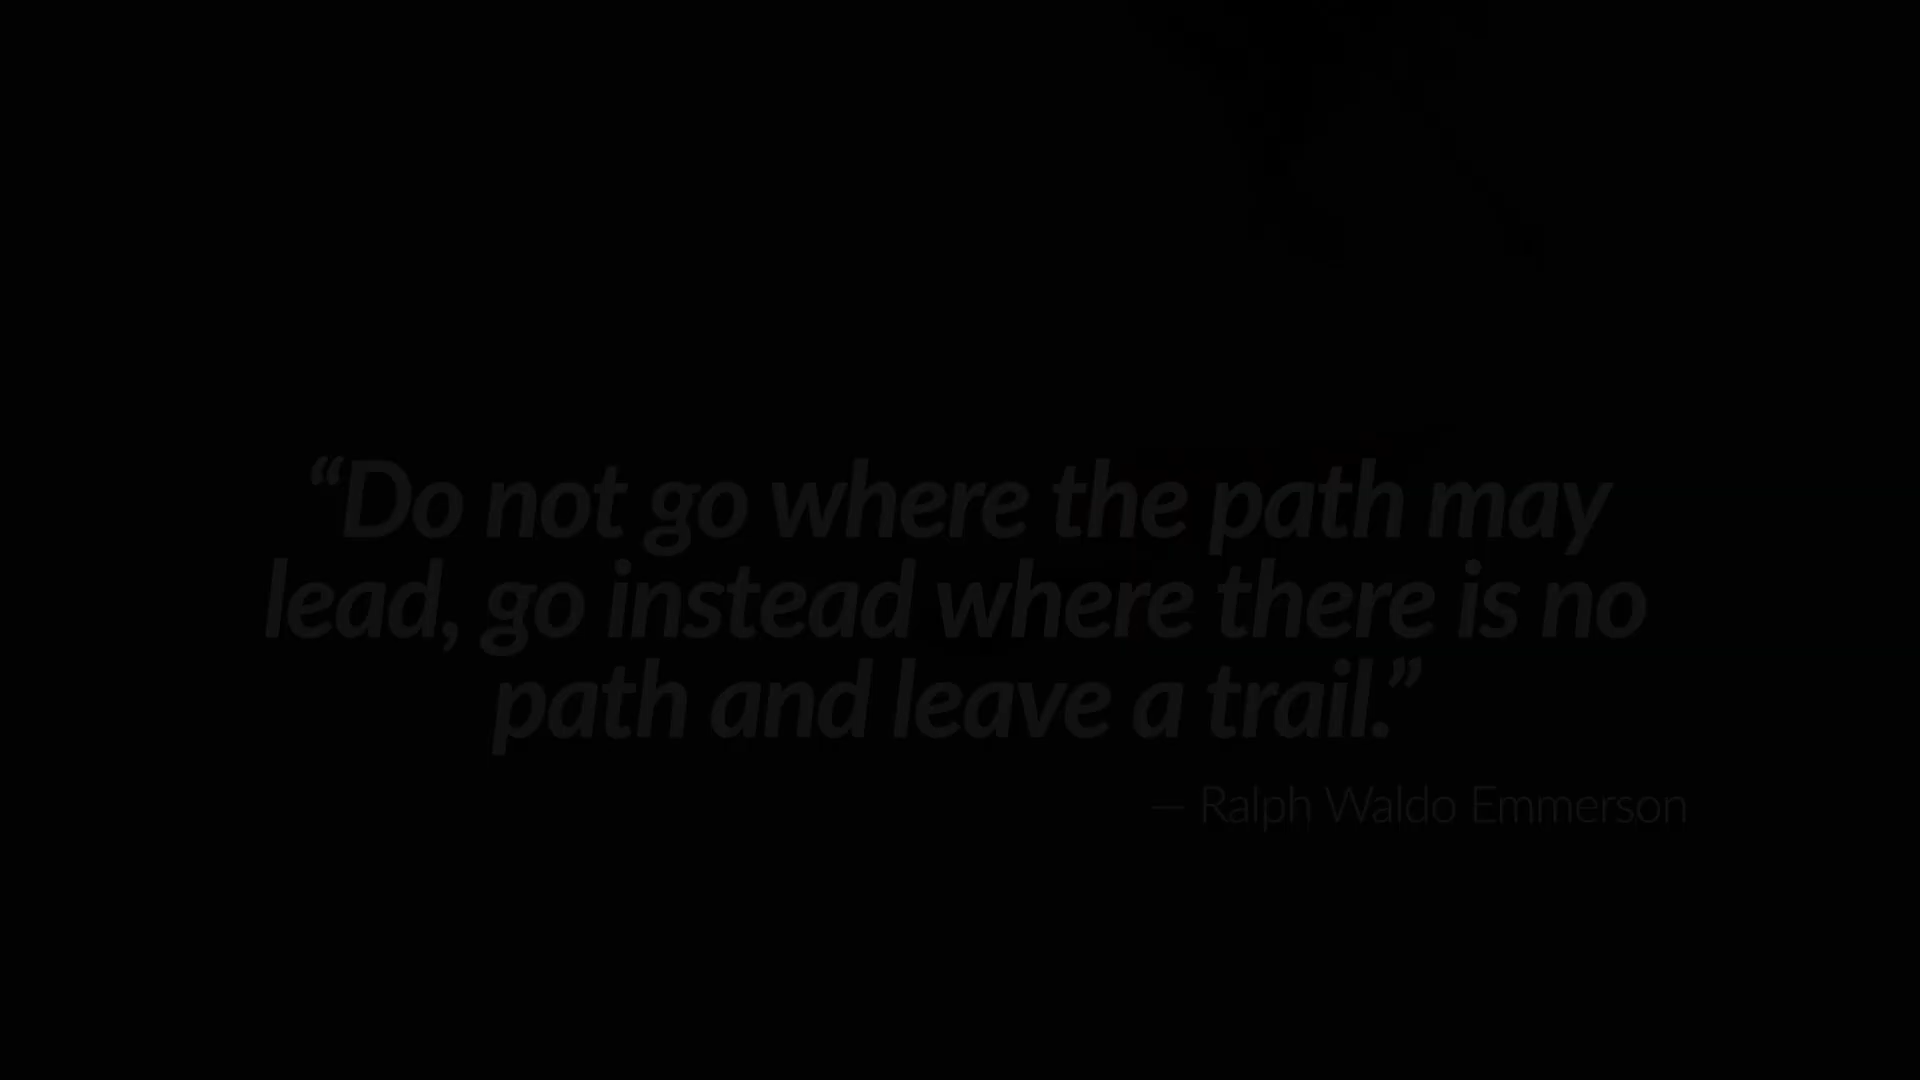 “Do not go where the path may
lead, go instead where there is no
path and leave a trail.”
— Ralph Waldo Emmerson